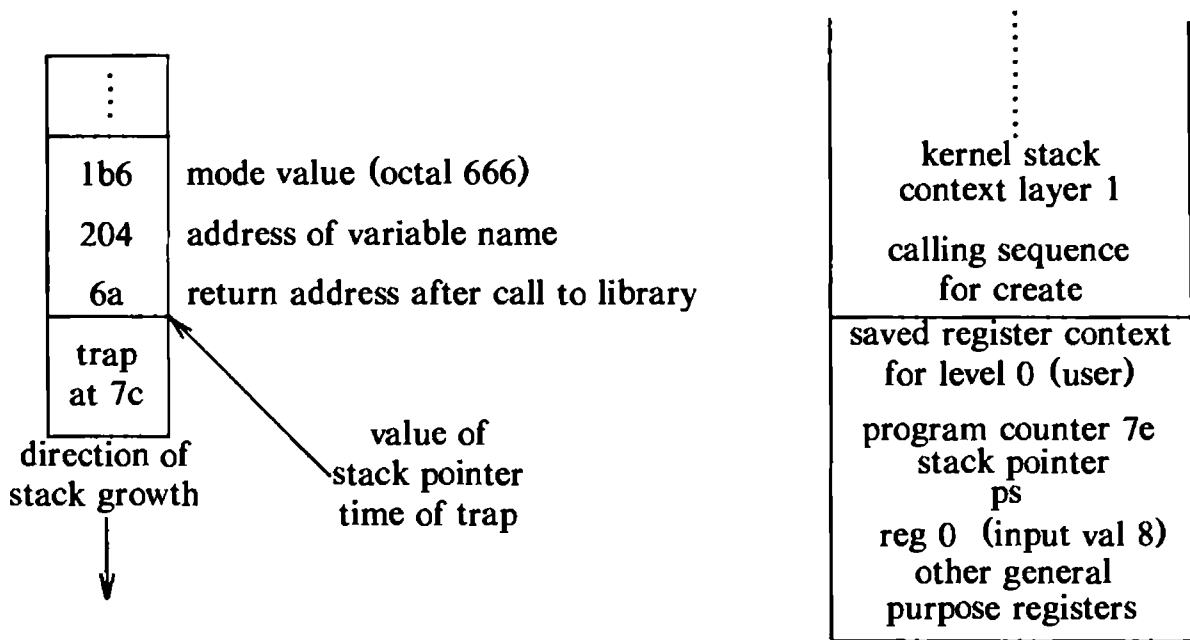 1b6 mode value (octal 666)
204 address of variable name
6a return address after call to library
trap
at 7c
direction of
stack growth
value of
stack pointer
time of trap
kernel stack
context layer 1
calling sequence
for create
saved register context
for level 0 (user)
program counter 7e
stack pointer
ps
reg 0 (input val 8)
other general
purpose registers